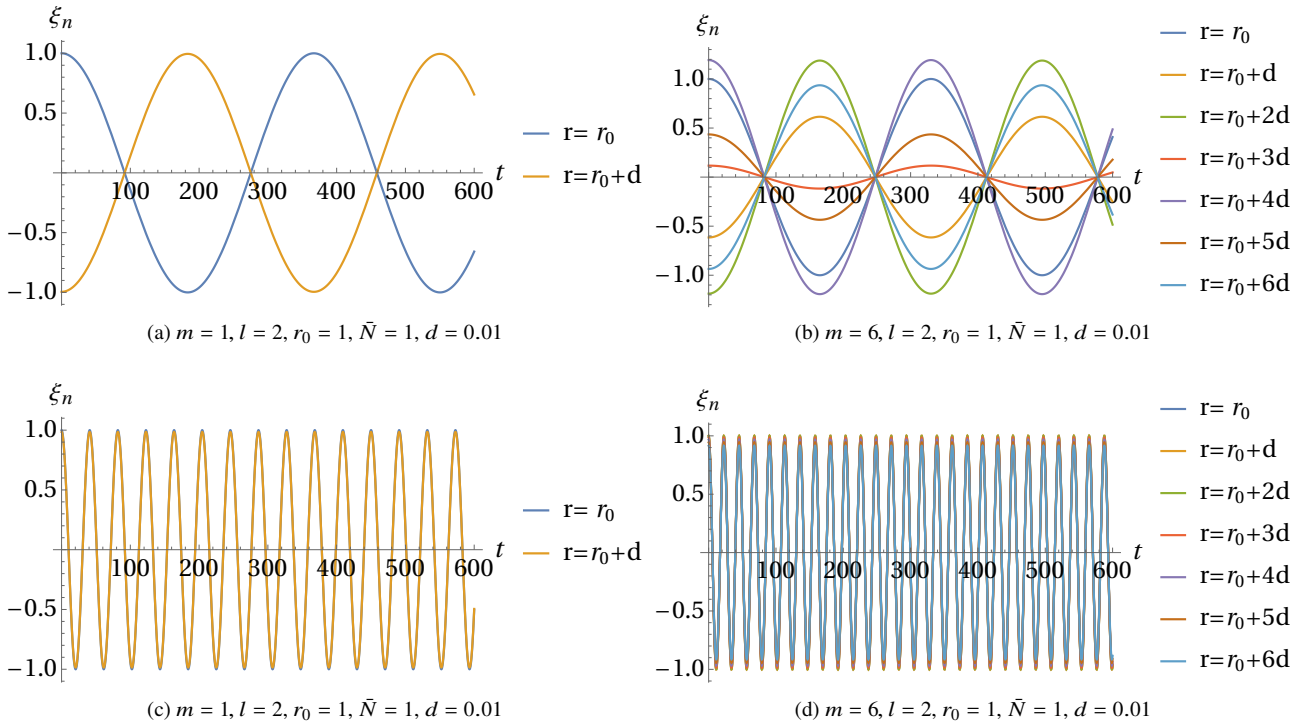 ξn
1.0
0.5
−0.5
−1.0
100 200 300 400 500 600 t
r= r0
r=r0+d
(a) m = 1, l = 2, r0 = 1, N̄ = 1, d = 0.01
ξn
1.0
0.5
−0.5
−1.0
100 200 300 400 500 600 t
r= r0
r=r0+d
r=r0+2d
r=r0+3d
r=r0+4d
r=r0+5d
r=r0+6d
(b) m = 6, l = 2, r0 = 1, N̄ = 1, d = 0.01
ξn
1.0
0.5
−0.5
−1.0
100 200 300 400 500 600 t
r= r0
r=r0+d
(c) m = 1, l = 2, r0 = 1, N̄ = 1, d = 0.01
ξn
1.0
0.5
−0.5
−1.0
100 200 300 400 500 600 t
r= r0
r=r0+d
r=r0+2d
r=r0+3d
r=r0+4d
r=r0+5d
r=r0+6d
(d) m = 6, l = 2, r0 = 1, N̄ = 1, d = 0.01